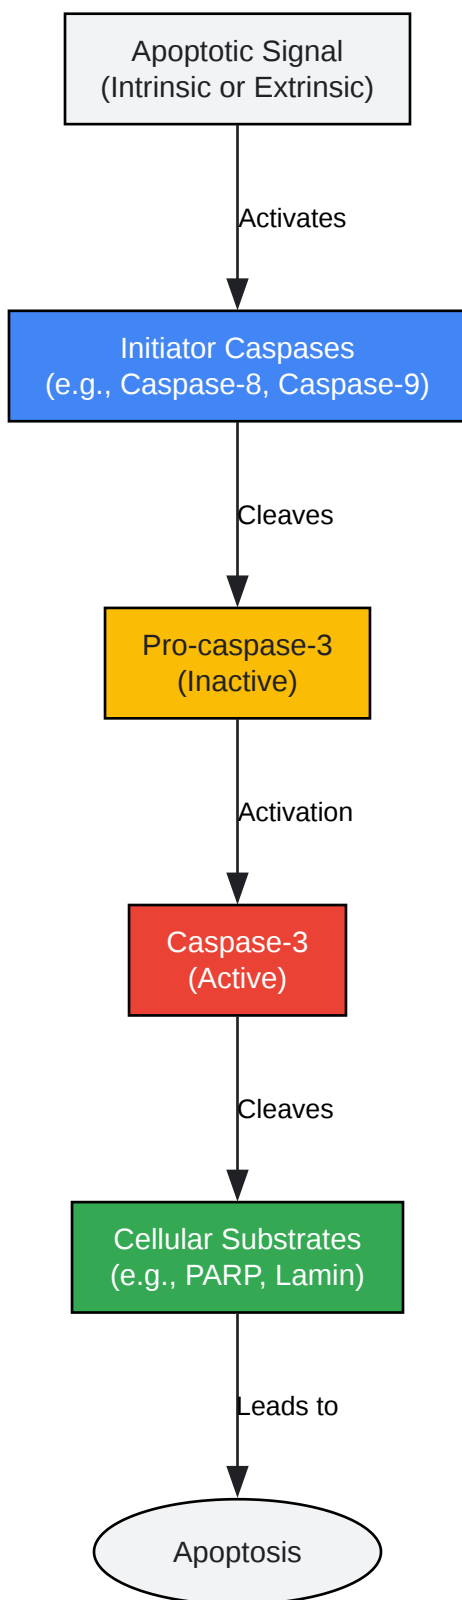 Apoptotic Signal
(Intrinsic or Extrinsic)
Activates
Initiator Caspases
(e.g., Caspase-8, Caspase-9)
Cleaves
Pro-caspase-3
(Inactive)
Activation
Caspase-3
(Active)
Cleaves
Cellular Substrates
(e.g., PARP, Lamin)
Leads to
Apoptosis